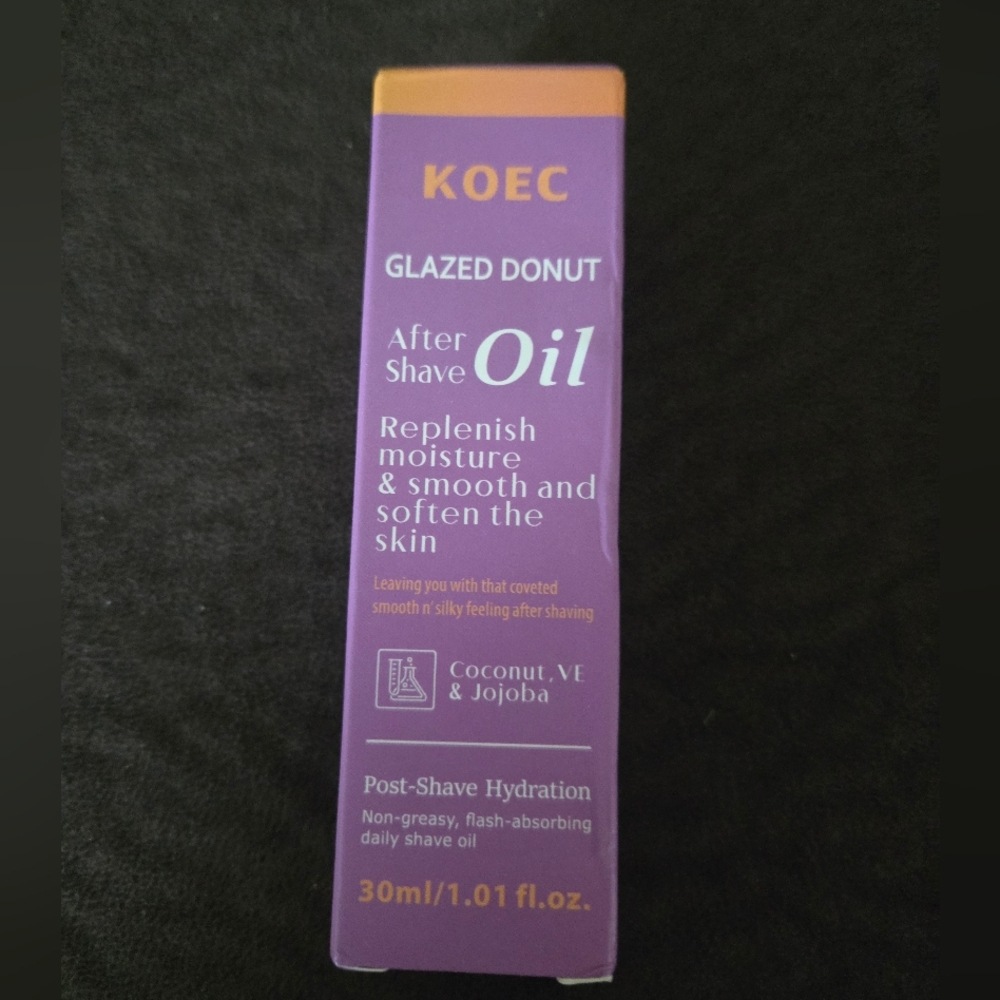 KOEC
GLAZED DONUT
After
Shave Oil
Replenish
moisture
& smooth and
soften the
skin
Leaving you with that coveted
smooth n' silky feeling after shaving
Coconut, VE
& Jojoba
Post-Shave Hydration
Non-greasy, flash-absorbing
daily shave oil
30ml/1.01 fl.oz.